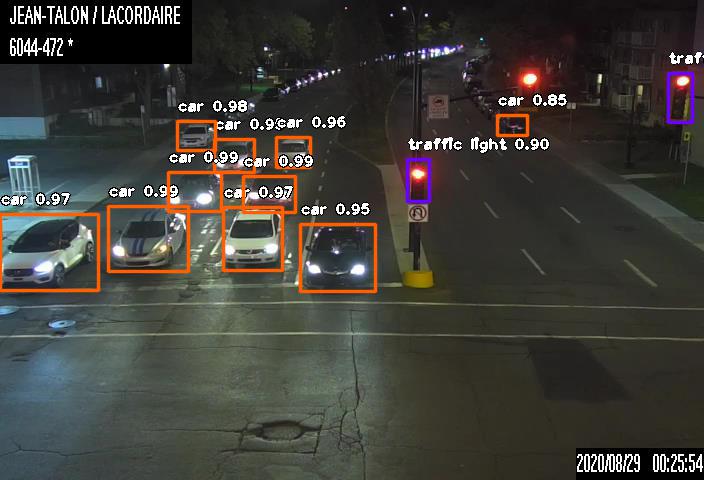 JEAN-TALON / LACORDAIRE
6044-472 *
traf
car 0.85
car 0.98
car 0.96
traffic light 0.90
car 0.99
car 0.99
car 0.99
car 0.97
car 0.97
car 0.95
2020/08/29 00:25:54